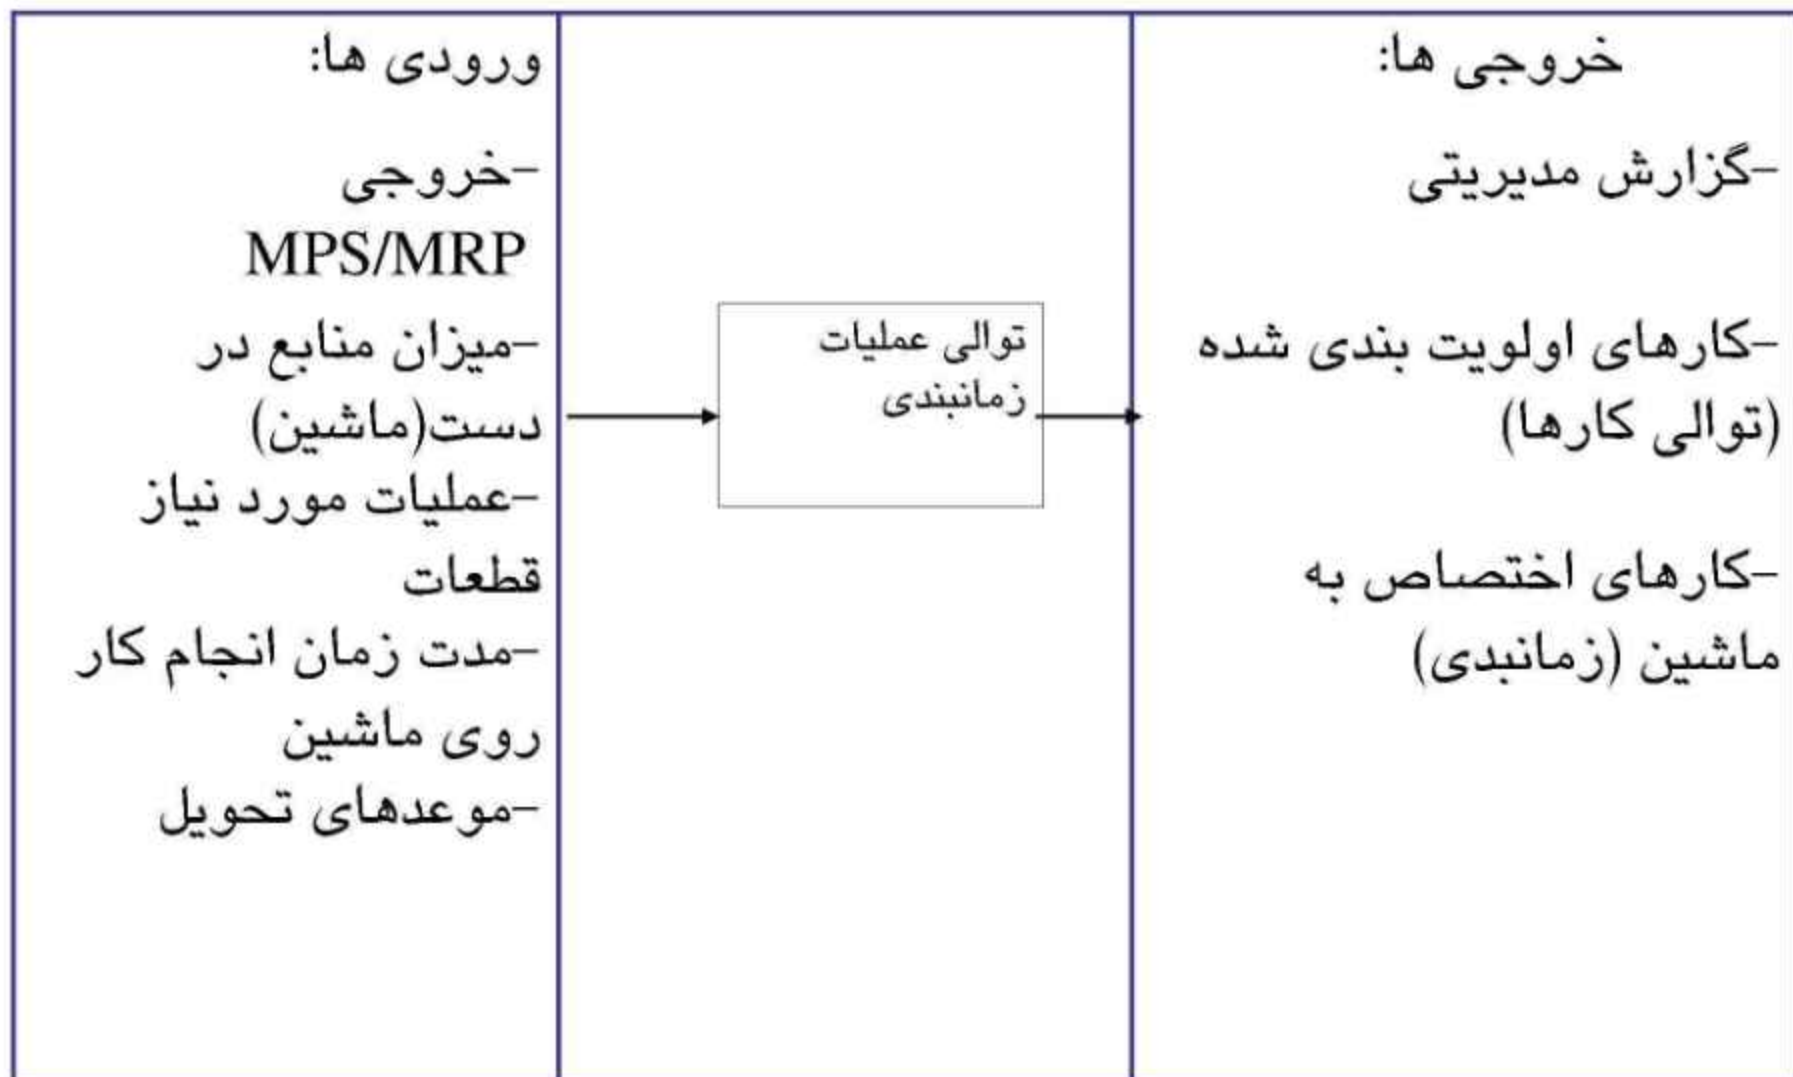 ورودی ها:
-خروجی
MPS/MRP
-میزان منابع در
دست(ماشین)
-عملیات مورد نیاز
قطعات
-مدت زمان انجام کار
روی ماشین
-موعدهای تحویل
توالی عملیات
زمانبندی
خروجی ها:
-گزارش مدیریتی
-کارهای اولویت بندی شده
(توالی کارها)
-کارهای اختصاص به
ماشین (زمانبدی)